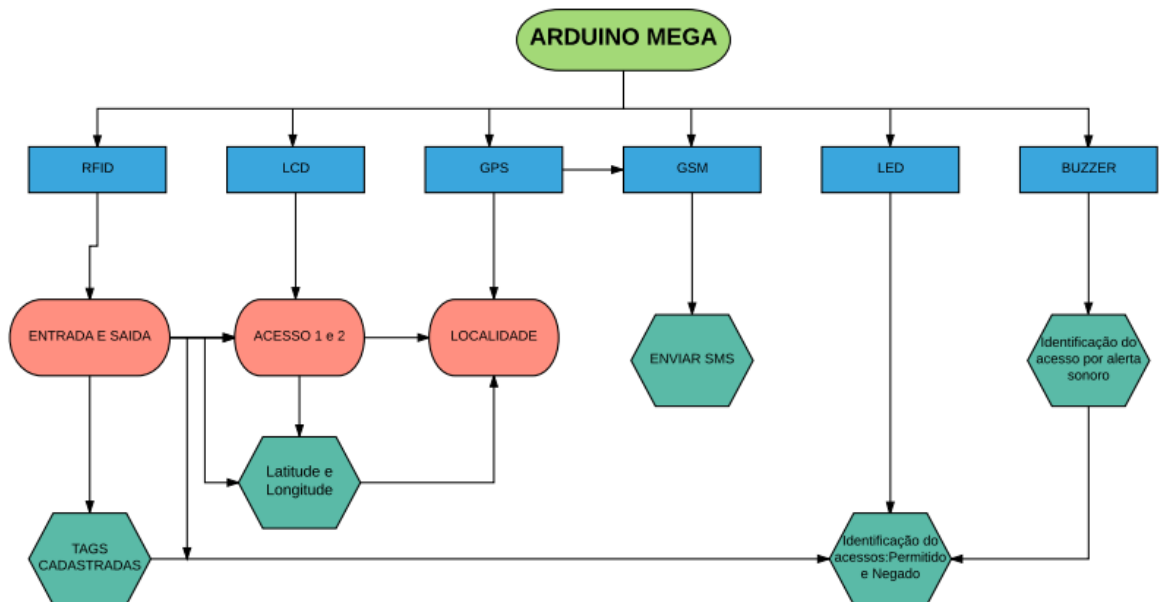 ARDUINO MEGA
RFID
LCD
GPS
GSM
LED
BUZZER
ENTRADA E SAIDA
ACESSO 1 e 2
LOCALIDADE
ENVIAR SMS
Identificação do
acesso por alerta
sonoro
Latitude e
Longitude
TAGS
CADASTRADAS
Identificação do
acessos:Permitido
e Negado